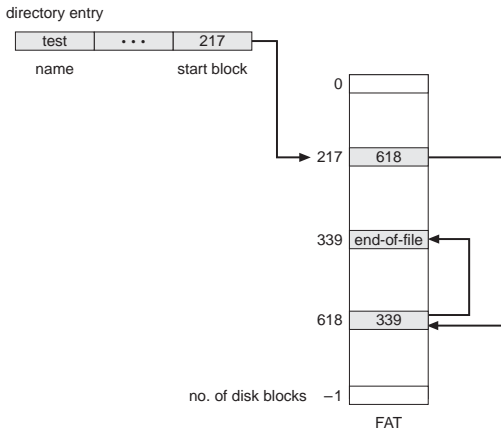 directory entry
test • • • 217
name start block
0
217 618
339 end-of-file
618 339
no. of disk blocks –1
FAT